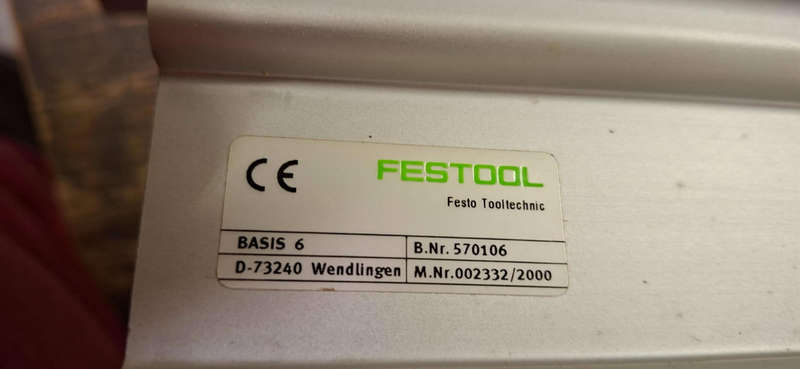 CE FESTOOL
Festo Tooltechnic
BASIS 6 B.Nr. 570106
D-73240 Wendlingen M.Nr.002332/2000